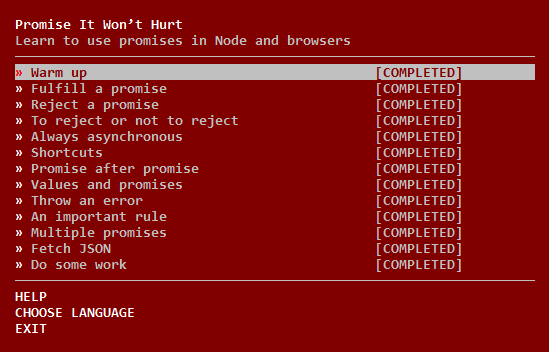 Promise It Won’t Hurt
Learn to use promises in Node and browsers
» Warm up [COMPLETED]
» Fulfill a promise [COMPLETED]
» Reject a promise [COMPLETED]
» To reject or not to reject [COMPLETED]
» Always asynchronous [COMPLETED]
» Shortcuts [COMPLETED]
» Promise after promise [COMPLETED]
» Values and promises [COMPLETED]
» Throw an error [COMPLETED]
» An important rule [COMPLETED]
» Multiple promises [COMPLETED]
» Fetch JSON [COMPLETED]
» Do some work [COMPLETED]
HELP
CHOOSE LANGUAGE
EXIT